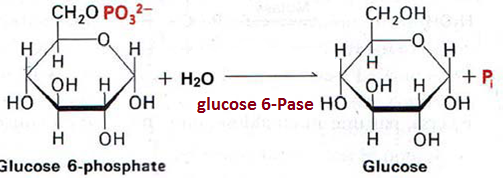 CH₂O PO₃²⁻
O
H
H
H
H
OH
H
HO
OH
H
OH
Glucose 6-phosphate
+ H₂O
glucose 6-Pase
CH₂OH
O
H
H
H
H
OH
H
HO
OH
H
OH
Glucose
+ Pᵢ